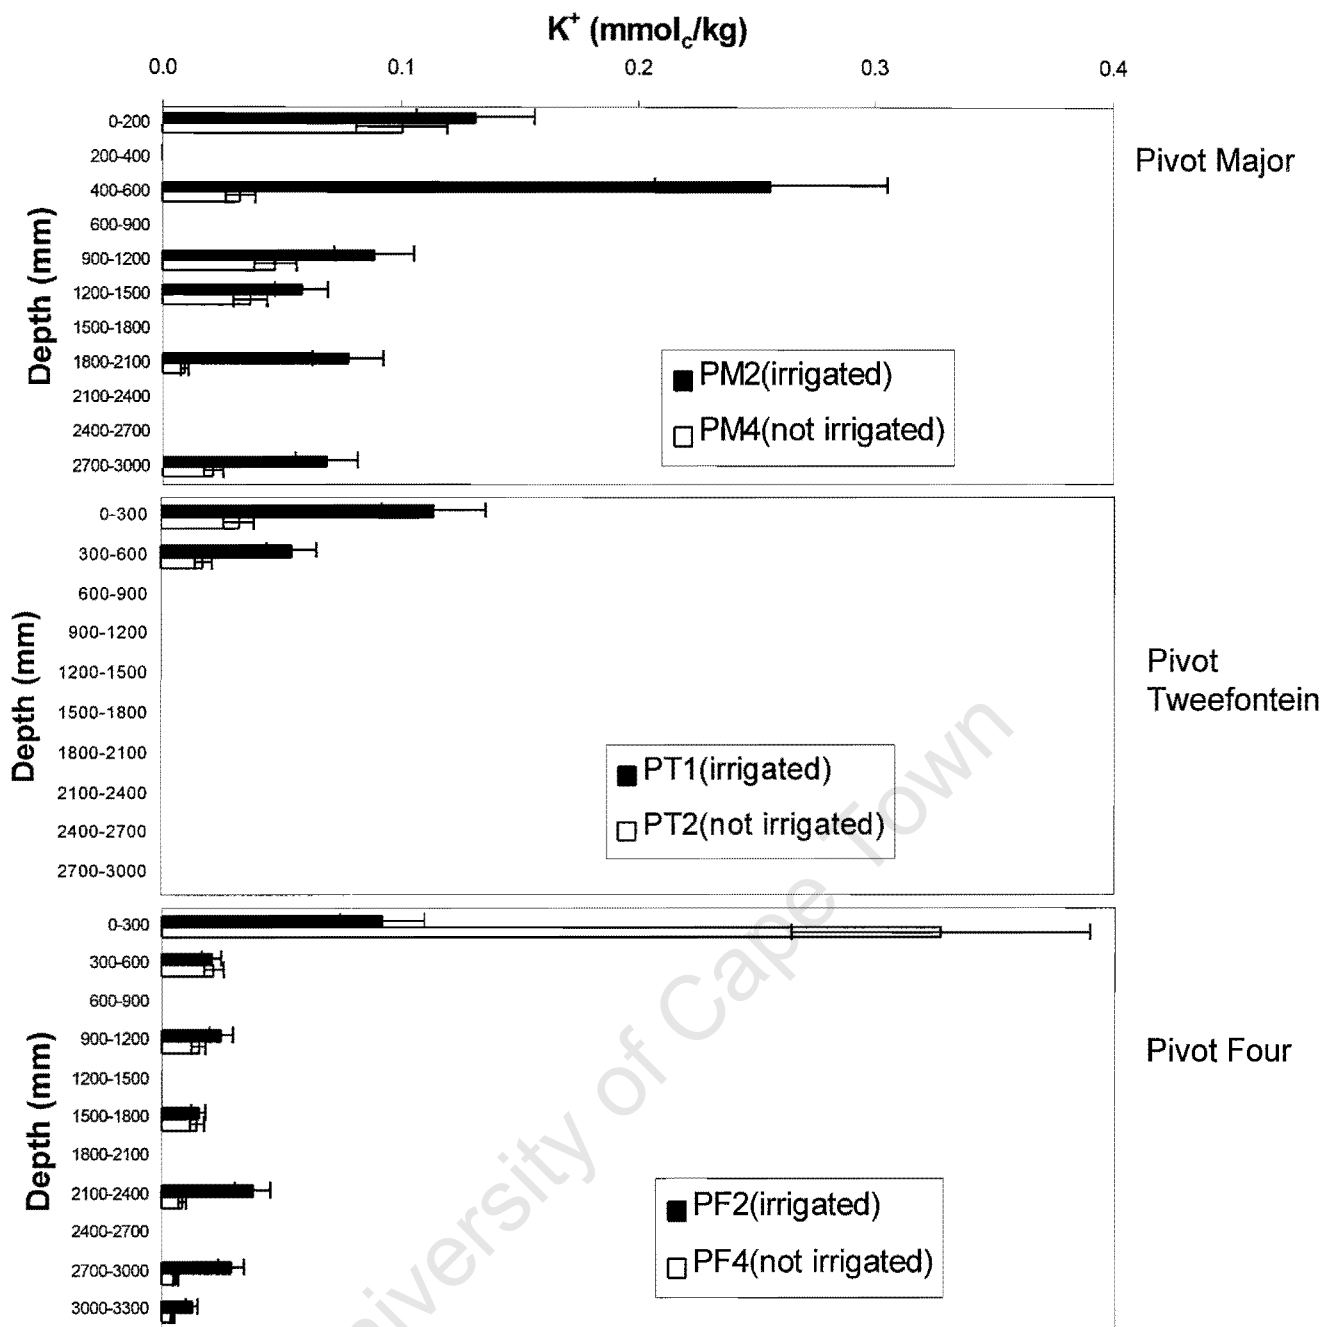 K⁺ (mmolc/kg)
0.0 0.1 0.2 0.3 0.4
Depth (mm)
0-200
200-400
400-600
600-900
900-1200
1200-1500
1500-1800
1800-2100
2100-2400
2400-2700
2700-3000
PM2(irrigated)
PM4(not irrigated)
Pivot Major
Depth (mm)
0-300
300-600
600-900
900-1200
1200-1500
1500-1800
1800-2100
2100-2400
2400-2700
2700-3000
PT1(irrigated)
PT2(not irrigated)
Pivot
Tweefontein
Depth (mm)
0-300
300-600
600-900
900-1200
1200-1500
1500-1800
1800-2100
2100-2400
2400-2700
2700-3000
3000-3300
PF2(irrigated)
PF4(not irrigated)
Pivot Four
niversity of Cape Town